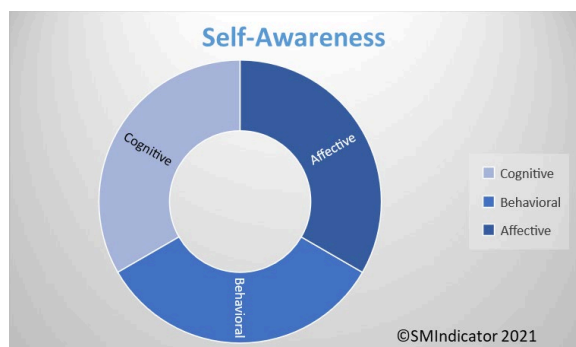 Self-Awareness
Cognitive
Affective
Behavioral
Cognitive
Behavioral
Affective
©SMIndicator 2021